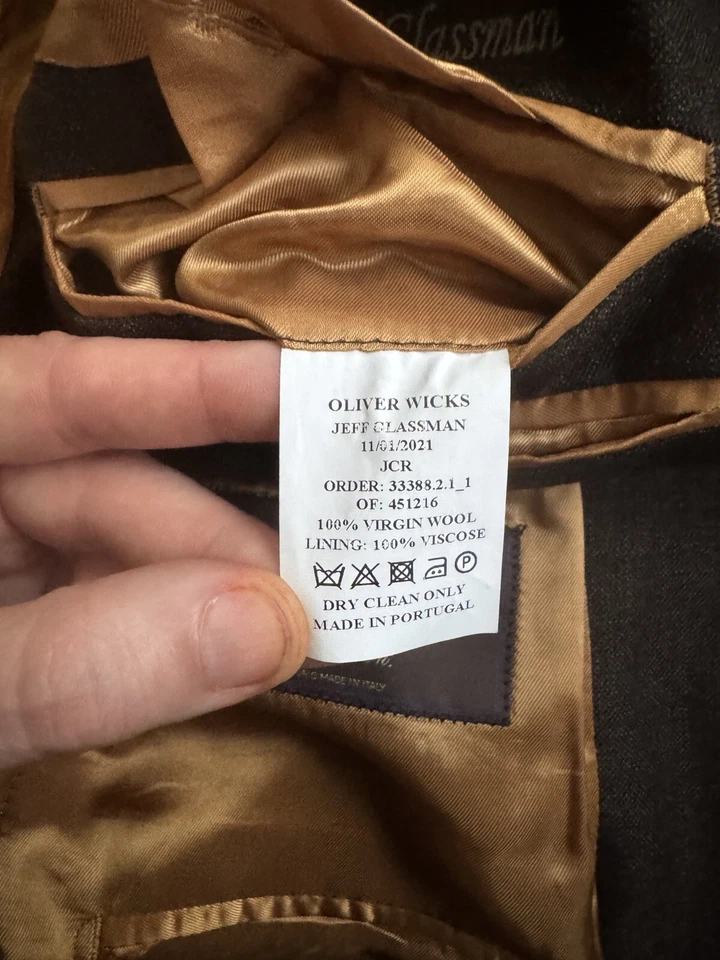 Glassman
OLIVER WICKS
JEFF GLASSMAN
11/01/2021
JCR
ORDER: 33388.2.1_1
OF: 451216
100% VIRGIN WOOL
LINING: 100% VISCOSE
P
DRY CLEAN ONLY
MADE IN PORTUGAL
MADE IN ITALY